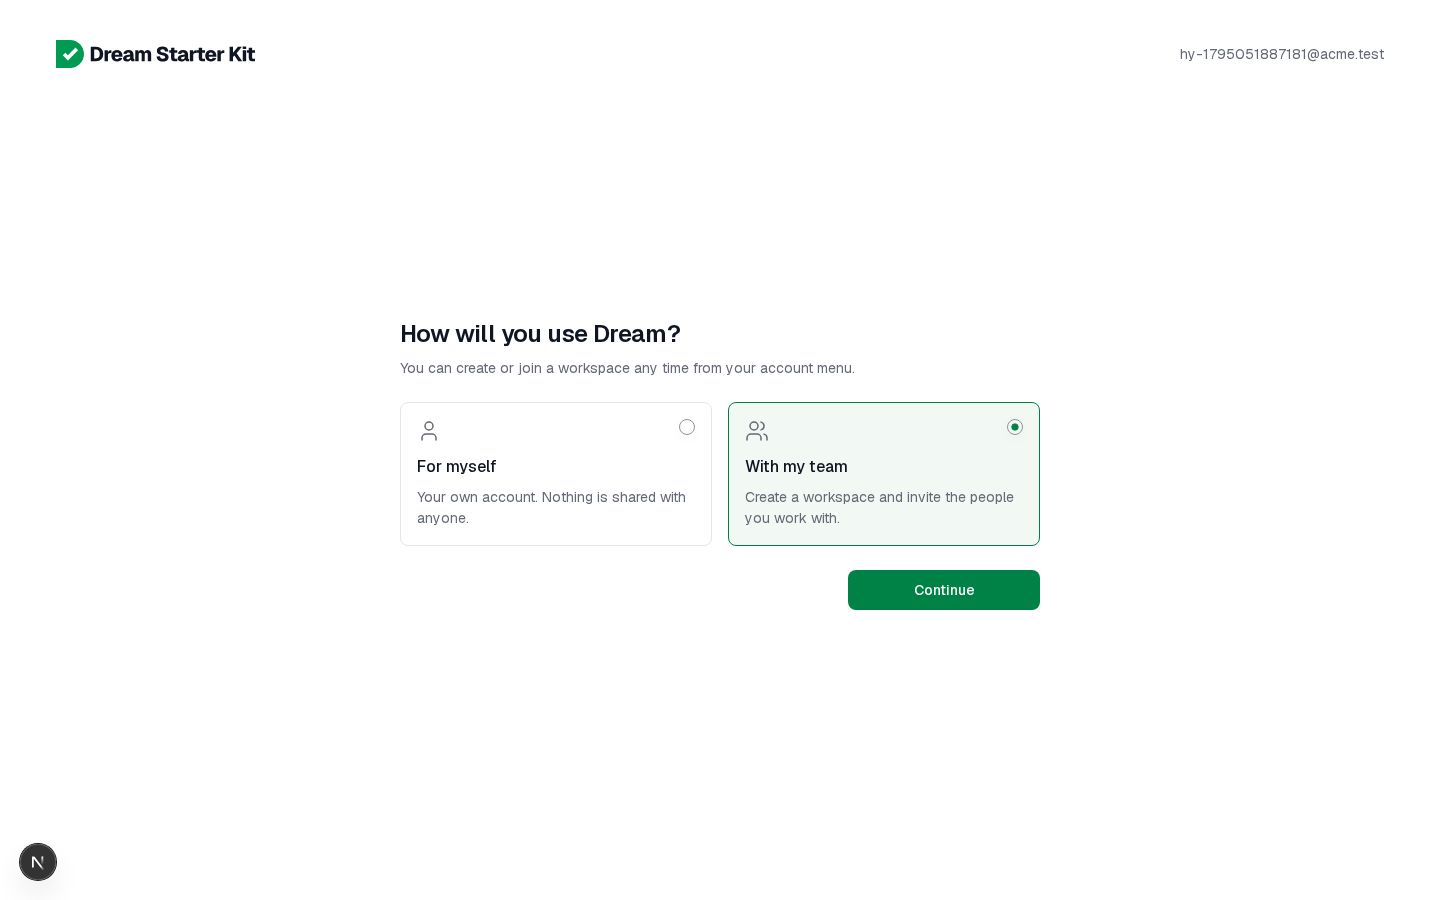 Dream Starter Kit
hy-1795051887181@acme.test
How will you use Dream?
You can create or join a workspace any time from your account menu.
For myself
Your own account. Nothing is shared with
anyone.
With my team
Create a workspace and invite the people
you work with.
Continue
N